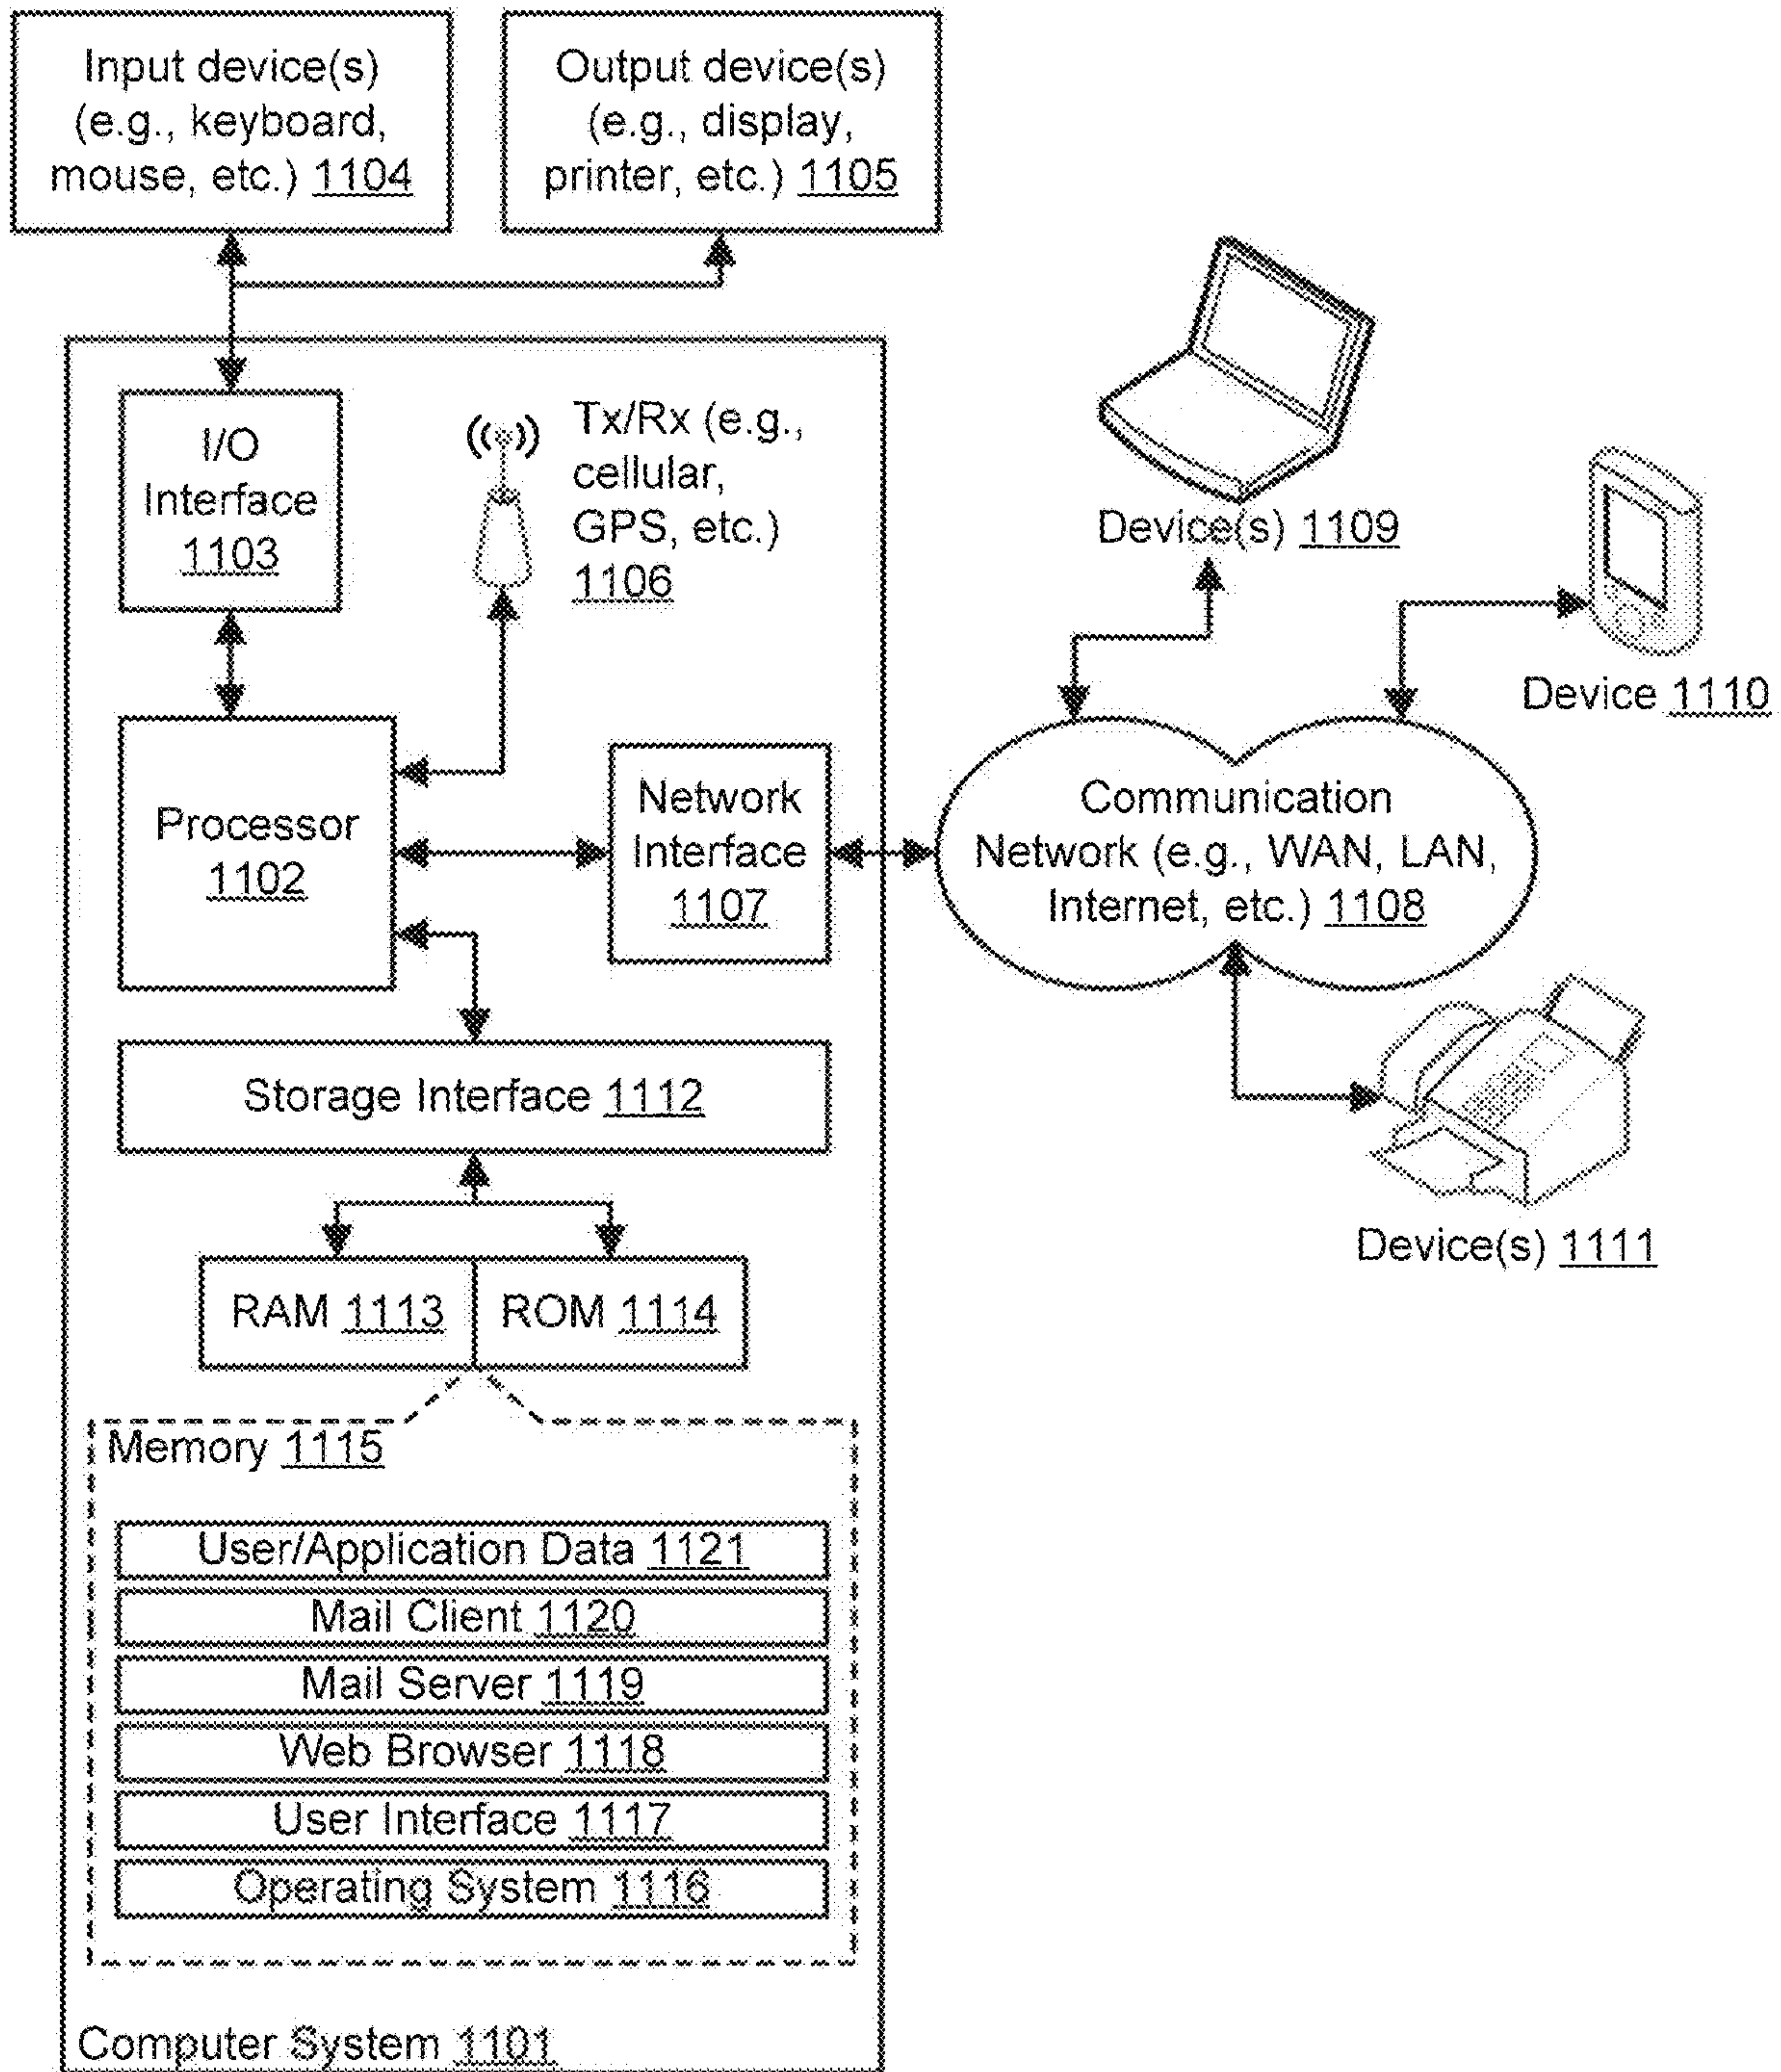 Input device(s)
(e.g., keyboard,
mouse, etc.) 1104
Output device(s)
(e.g., display,
printer, etc.) 1105
I/O
Interface
1103
Tx/Rx (e.g.,
cellular,
GPS, etc.)
1106
Device(s) 1109
Device 1110
Processor
1102
Network
Interface
1107
Communication
Network (e.g., WAN, LAN,
Internet, etc.) 1108
Storage Interface 1112
Device(s) 1111
RAM 1113
ROM 1114
Memory 1115
User/Application Data 1121
Mail Client 1120
Mail Server 1119
Web Browser 1118
User Interface 1117
Operating System 1116
Computer System 1101